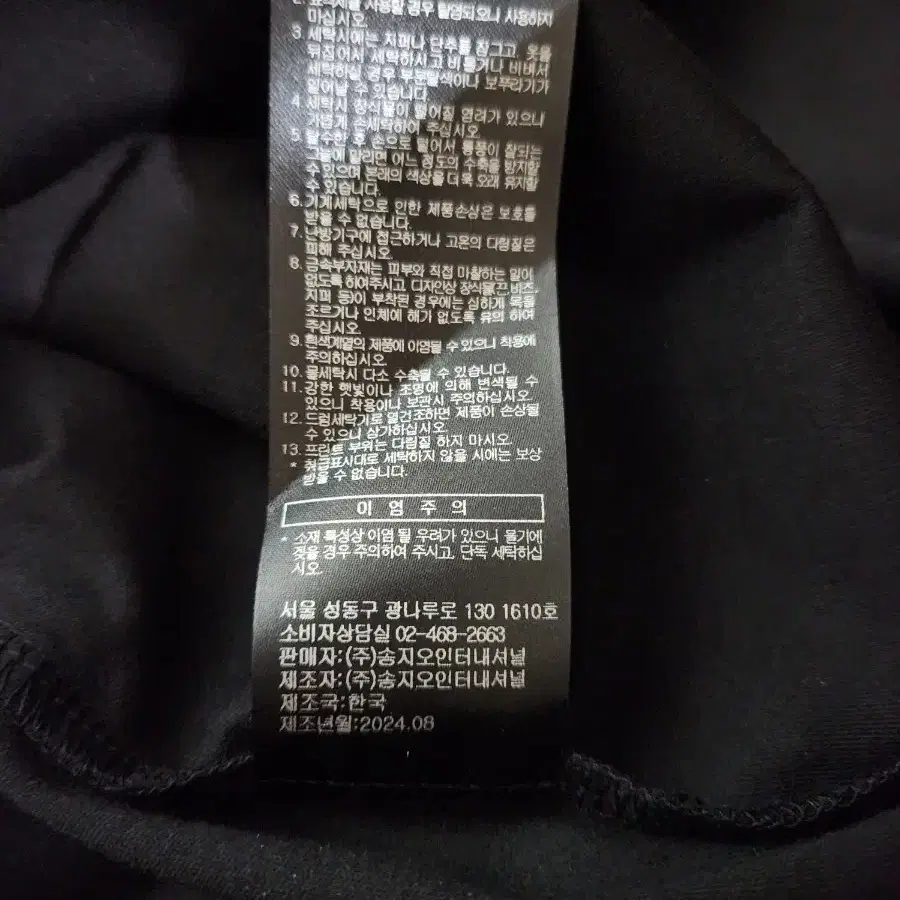 2. 표백제를 사용할 경우 탈염되오니 사용하지
마십시오.
3. 세탁시에는 지퍼나 단추를 잠그고, 옷을
뒤집어서 세탁하시고 비틀거나 비벼서
세탁하실 경우 부분탈색이나 보푸라기가
일어날 수 있습니다.
4. 세탁시 장식물이 떨어질 염려가 있으니
가볍게 손세탁하여 주십시오.
5. 탈수한 후 손으로 털어서 통풍이 잘되는
그늘에 말리면 어느 정도의 수축을 방지할
수 있으며 본래의 색상을 더욱 오래 유지할
수 있습니다.
6. 기계세탁으로 인한 제품손상은 보호를
받을 수 없습니다.
7. 난방기구에 접근하거나 고온의 다림질은
피해 주십시오.
8. 금속부자재는 피부와 직접 마찰하는 일이
없도록 하여주시고 디자인상 장식물(끈,비즈,
지퍼 등)이 부착된 경우에는 심하게 목을
조르거나 인체에 해가 없도록 유의 하여
주십시오.
9. 흰색계열의 제품에 이염될 수 있으니 착용에
주의하십시오.
10. 물세탁시 다소 수축될 수 있습니다.
11. 강한 햇빛이나 조명에 의해 변색될 수
있으니 착용이나 보관시 주의하십시오.
12. 드럼세탁기로 열건조하면 제품이 손상될
수 있으니 삼가하십시오.
13. 프린트 부위는 다림질 하지 마시오.
* 취급표시대로 세탁하지 않을 시에는 보상
받을 수 없습니다.
이 염 주 의
* 소재 특성상 이염 될 우려가 있으니 물기에
젖을 경우 주의하여 주시고, 단독 세탁하십
시오.
서울 성동구 광나루로 130 1610호
소비자상담실 02-468-2663
판매자:(주)송지오인터내셔널
제조자:(주)송지오인터내셔널
제조국:한국
제조년월:2024.08